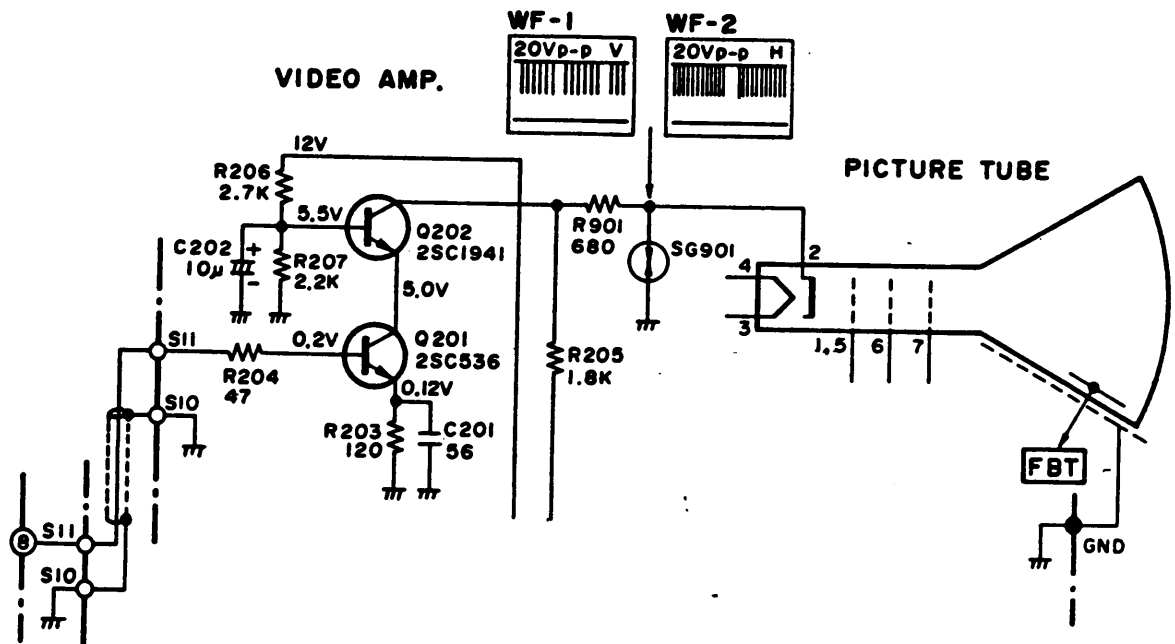 WF-1
20Vp-p V
WF-2
20Vp-p H
VIDEO AMP.
PICTURE TUBE
12V
R206
2.7K
5.5V
Q202
2SC1941
C202
10μ
+
-
R207
2.2K
5.0V
R901
680
SG901
2
4
3
1,5
6
7
S11
0.2V
R204
47
Q201
2SC536
0.12V
R205
1.8K
S10
R203
120
C201
56
FBT
GND
8
S11
S10